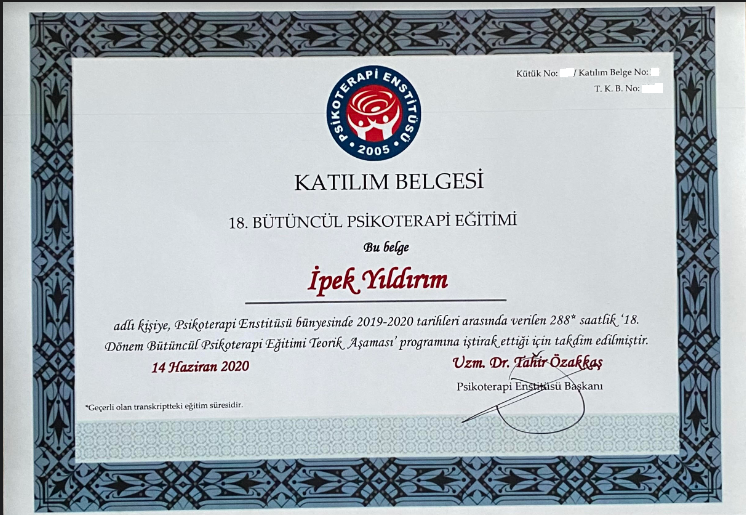 Kütük No: / Katılım Belge No:
T. K. B. No:
PSİKOTERAPİ ENSTİTÜSÜ
• 2005 •
KATILIM BELGESİ
18. BÜTÜNCÜL PSİKOTERAPİ EĞİTİMİ
Bu belge
İpek Yıldırım
adlı kişiye, Psikoterapi Enstitüsü bünyesinde 2019-2020 tarihleri arasında verilen 288* saatlik '18.
Dönem Bütüncül Psikoterapi Eğitimi Teorik Aşaması' programına iştirak ettiği için takdim edilmiştir.
14 Haziran 2020
Uzm. Dr. Tahir Özakkaş
Psikoterapi Enstitüsü Başkanı
*Geçerli olan transkriptteki eğitim süresidir.